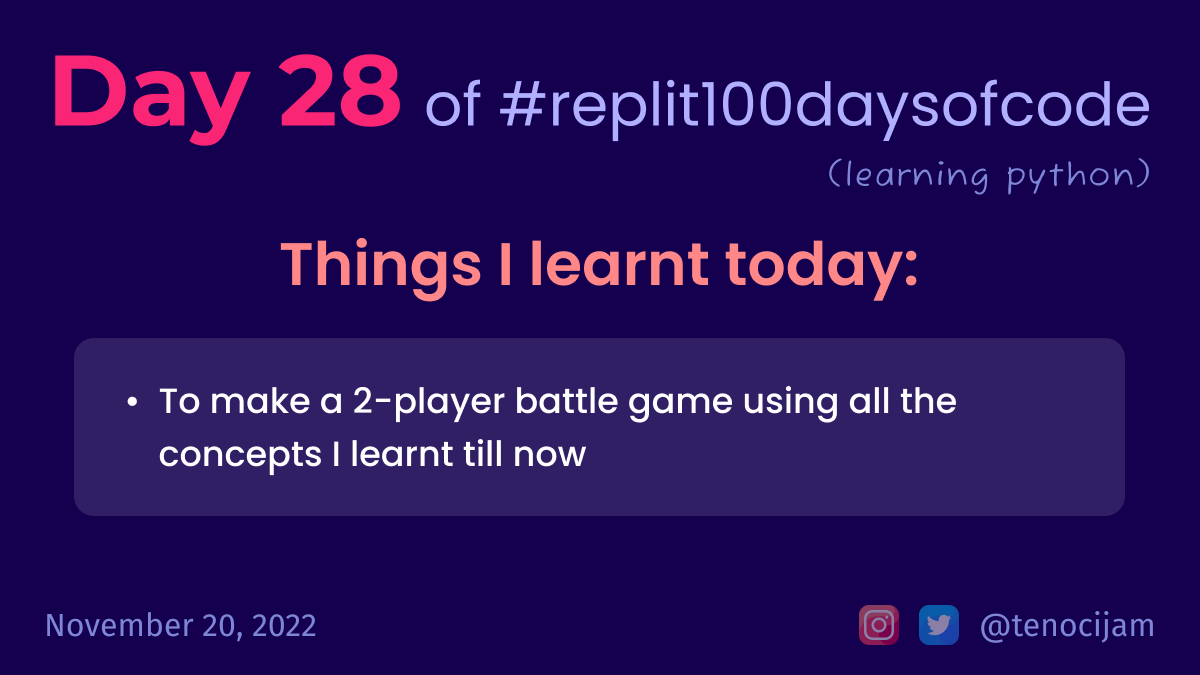 Day 28 of #replit100daysofcode
(learning python)
Things I learnt today:
• To make a 2-player battle game using all the
concepts I learnt till now
November 20, 2022
@tenocijam